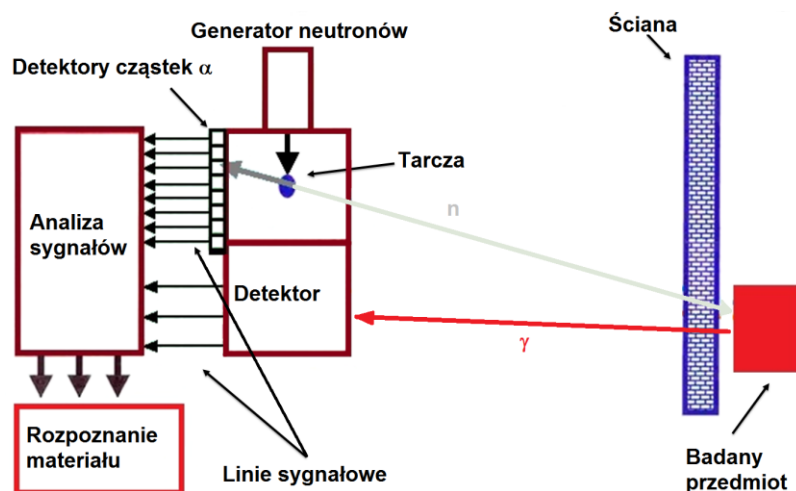 Generator neutronów
Ściana
Detektory cząstek α
Tarcza
n
Analiza
sygnałów
Detektor
γ
Rozpoznanie
materiału
Linie sygnałowe
Badany
przedmiot